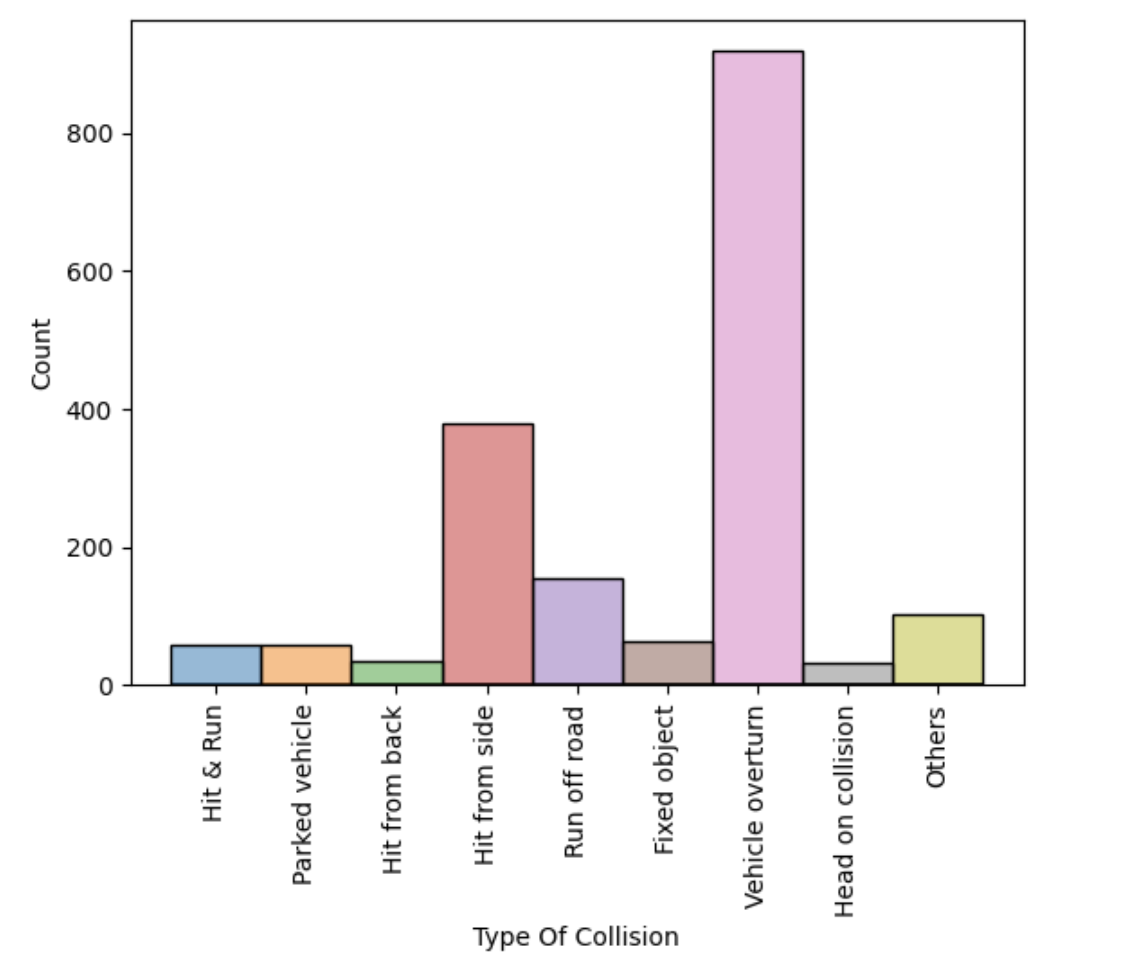 Count
800
600
400
200
0
Hit & Run
Parked vehicle
Hit from back
Hit from side
Run off road
Fixed object
Vehicle overturn
Head on collision
Others
Type Of Collision